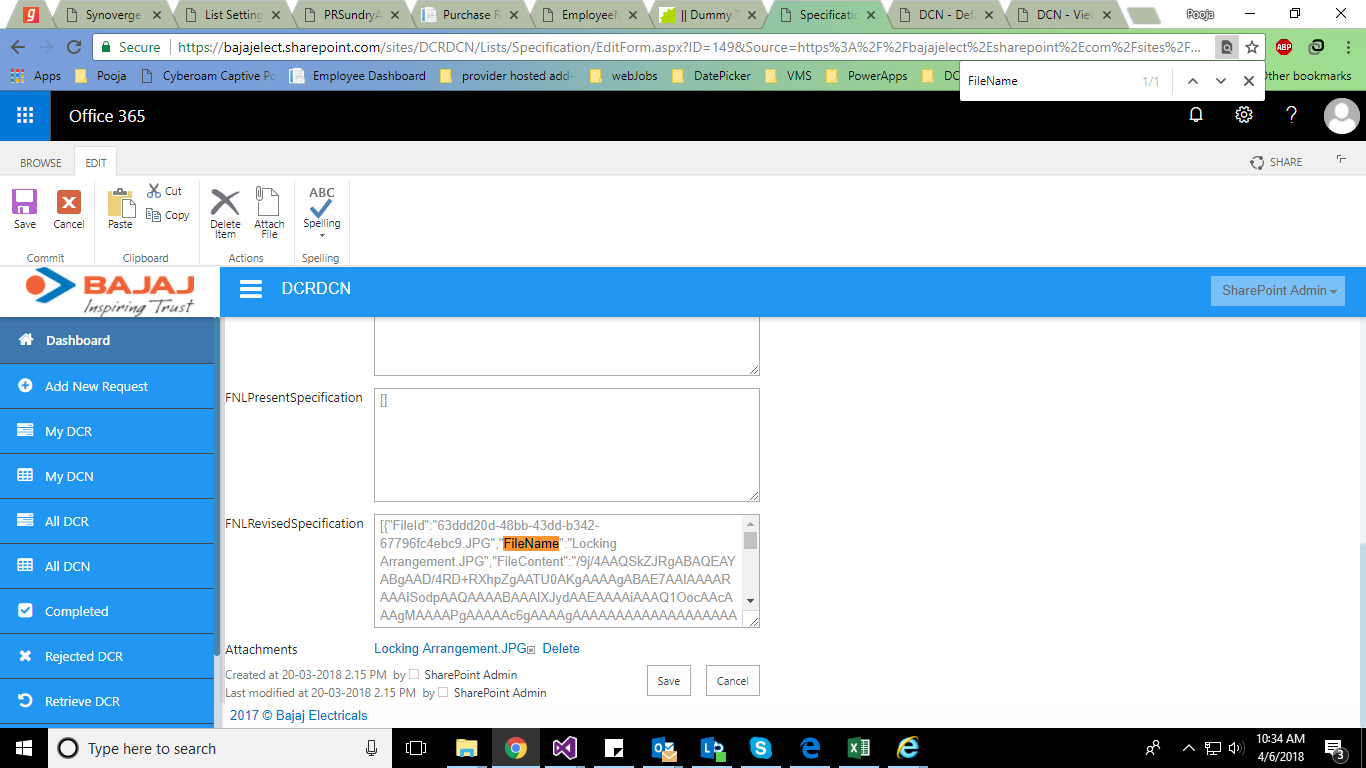 Synoverge
List Setting
PRSundryA
Purchase R
EmployeeM
|| Dummy T
Specificatio
DCN - Def
DCN - View
Pooja
Secure
https://bajajelect.sharepoint.com/sites/DCRDCN/Lists/Specification/EditForm.aspx?ID=149&Source=https%3A%2F%2Fbajajelect%2Esharepoint%2Ecom%2Fsites%2F...
ABP
Apps
Pooja
Cyberoam Captive Po
Employee Dashboard
provider hosted add-
webJobs
DatePicker
VMS
PowerApps
DC
Other bookmarks
FileName
1/1
Office 365
BROWSE
EDIT
SHARE
Save
Cancel
Paste
Cut
Copy
Delete Item
Attach File
ABC
Spelling
Commit
Clipboard
Actions
Spelling
BAJAJ
Inspiring Trust
DCRDCN
SharePoint Admin
Dashboard
Add New Request
My DCR
My DCN
All DCR
All DCN
Completed
Rejected DCR
Retrieve DCR
FNLPresentSpecification
[]
FNLRevisedSpecification
[{"FileId":"63ddd20d-48bb-43dd-b342-
67796fc4ebc9.JPG","FileName":"Locking
Arrangement.JPG","FileContent":"/9j/4AAQSkZJRgABAQEAY
ABgAAD/4RD+RXhpZgAATU0AKgAAAAgABAE7AAIAAAAR
AAAISodpAAQAAAABAAAIXJydAAEAAAAiAAAQ1OocAAcA
AAgMAAAAPgAAAAAc6gAAAAgAAAAAAAAAAAAAAAAAAA
Attachments
Locking Arrangement.JPG
Delete
Created at 20-03-2018 2.15 PM by SharePoint Admin
Last modified at 20-03-2018 2.15 PM by SharePoint Admin
Save
Cancel
2017 © Bajaj Electricals
Type here to search
10:34 AM
4/6/2018
3